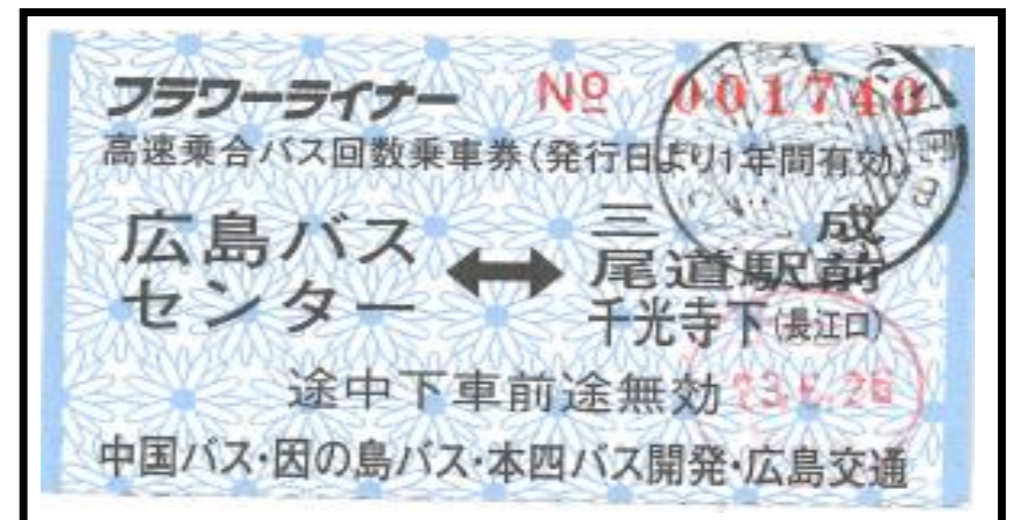 フラワーライナー № 001740
高速乗合バス回数乗車券(発行日より1年間有効)
広島バス
センター
↔
三成
尾道駅前
千光寺下(長江口)
途中下車前途無効
中国バス・因の島バス・本四バス開発・広島交通